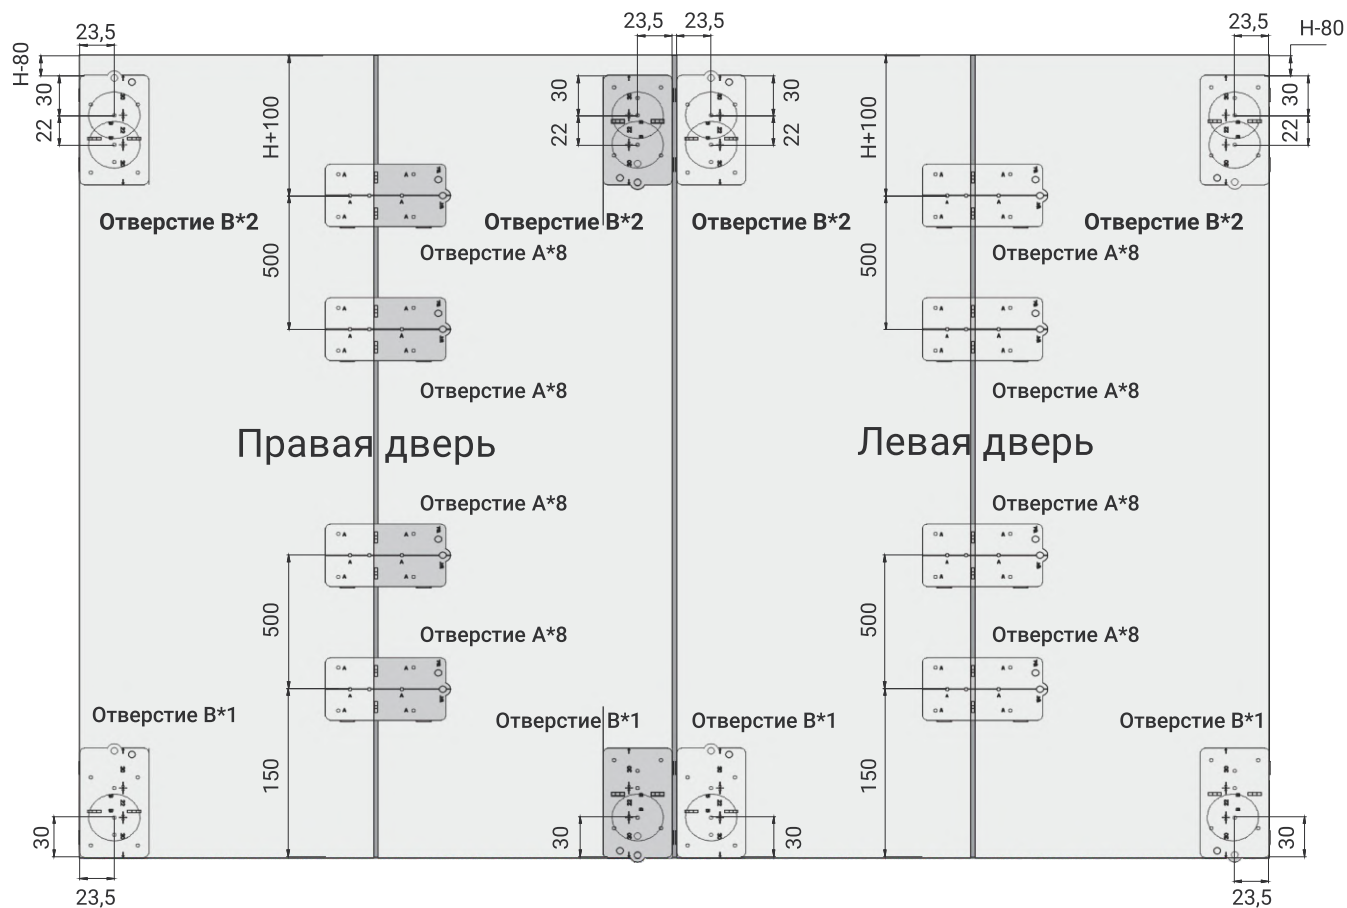 23,5
23,5
23,5
23,5
H-80
H-80
30
22
H+100
30
22
30
22
H+100
30
22
Отверстие B*2
Отверстие B*2
Отверстие B*2
Отверстие B*2
500
Отверстие A*8
500
Отверстие A*8
Отверстие A*8
Отверстие A*8
Правая дверь
Левая дверь
Отверстие A*8
Отверстие A*8
500
Отверстие A*8
500
Отверстие A*8
Отверстие B*1
Отверстие B*1
Отверстие B*1
Отверстие B*1
150
150
30
30
30
30
23,5
23,5